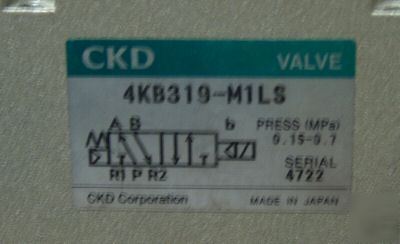 CKD VALVE
4KB319-M1LS
A B b PRESS (MPa)
0.15-0.7
SERIAL
R1 P R2 4722
CKD Corporation MADE IN JAPAN